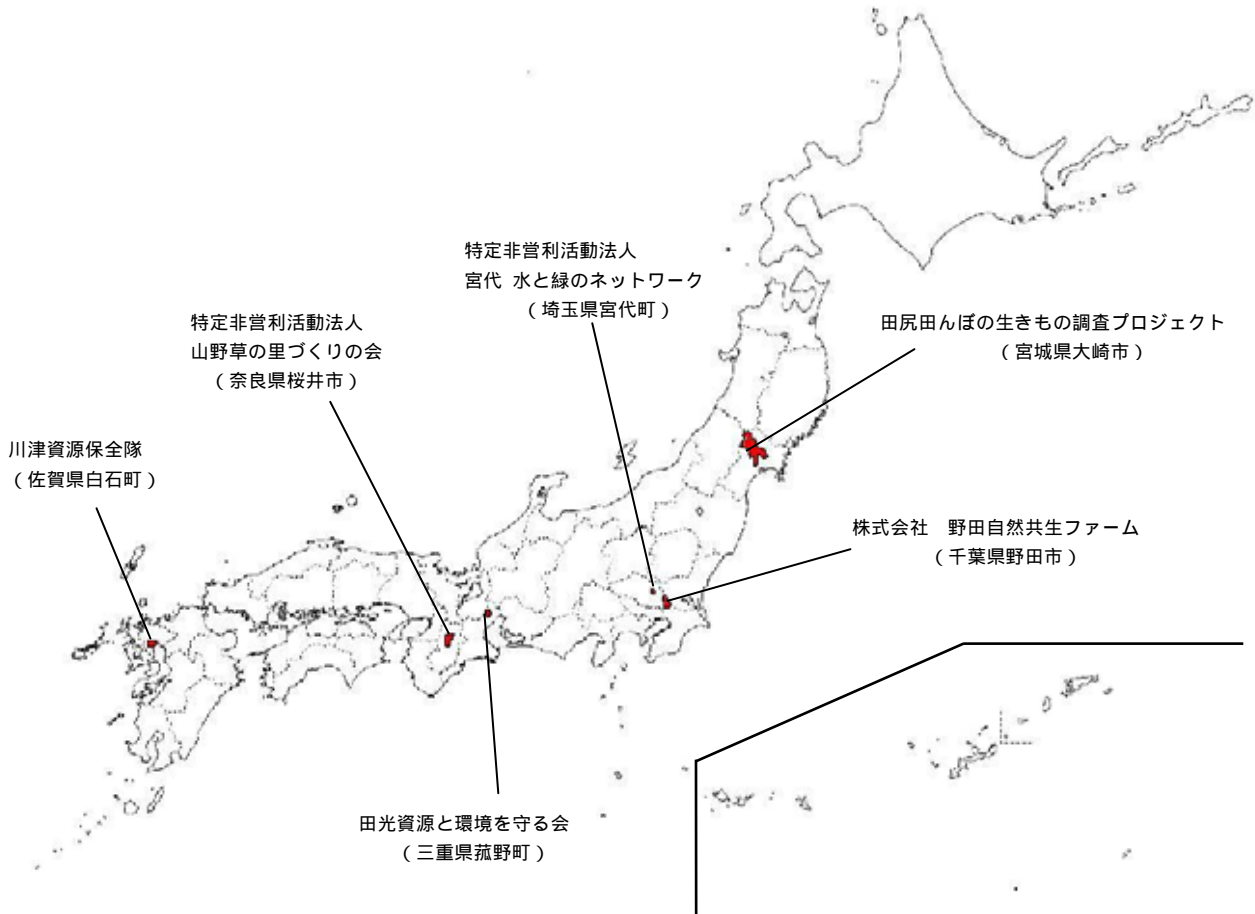 特定非営利活動法人
宮代 水と緑のネットワーク
（埼玉県宮代町）
特定非営利活動法人
山野草の里づくりの会
（奈良県桜井市）
田尻田んぼの生きもの調査プロジェクト
（宮城県大崎市）
川津資源保全隊
（佐賀県白石町）
株式会社　野田自然共生ファーム
（千葉県野田市）
田光資源と環境を守る会
（三重県菰野町）